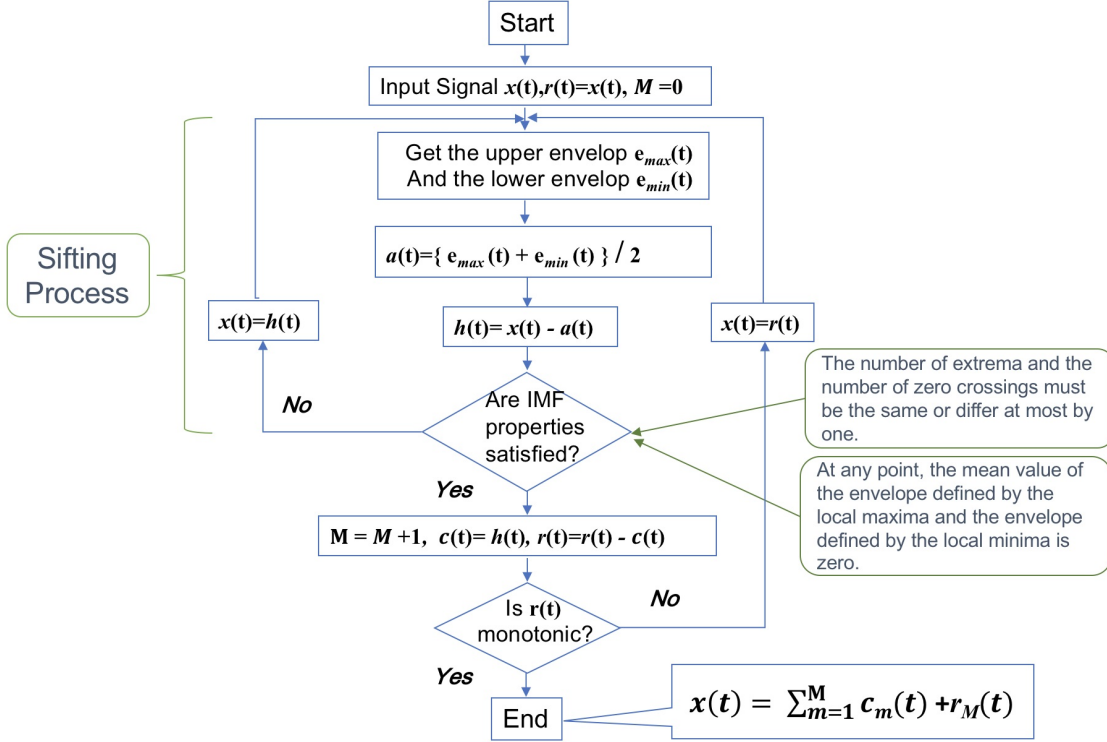 Start
Input Signal x(t),r(t)=x(t), M =0
Get the upper envelop e_max(t)
And the lower envelop e_min(t)
Sifting
Process
a(t)={ e_max (t) + e_min (t) } / 2
x(t)=h(t)
h(t)= x(t) - a(t)
x(t)=r(t)
The number of extrema and the
number of zero crossings must
be the same or differ at most by
one.
No
Are IMF
properties
satisfied?
At any point, the mean value of
the envelope defined by the
local maxima and the envelope
defined by the local minima is
zero.
Yes
M = M +1, c(t)= h(t), r(t)=r(t) - c(t)
Is r(t)
monotonic?
No
Yes
End
x(t) = ∑_{m=1}^{M} c_m(t) +r_M(t)